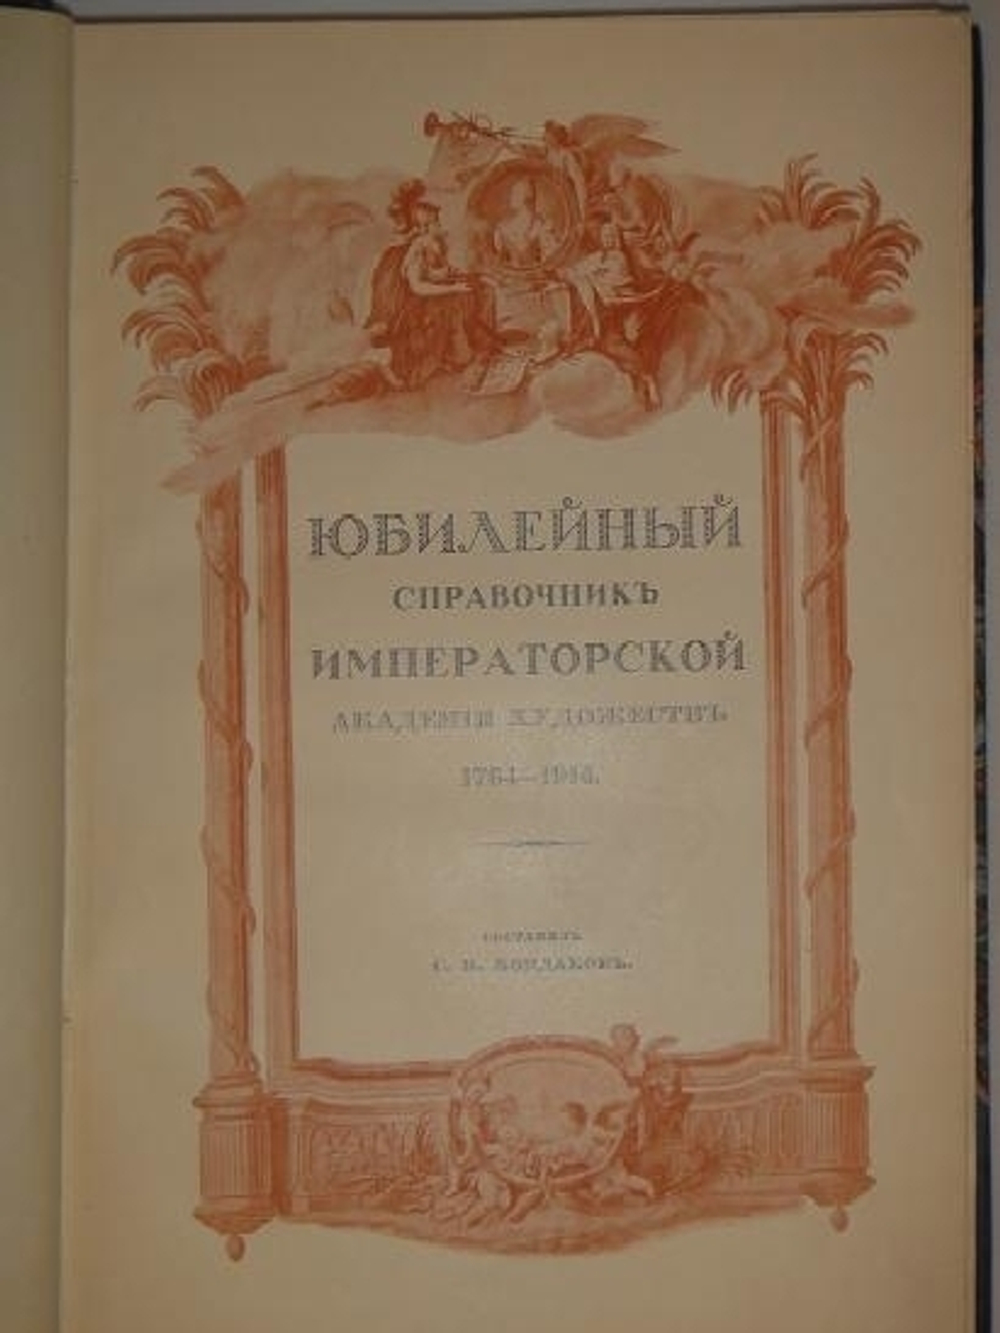 ЮБИЛЕЙНЫЙ
СПРАВОЧНИКЪ
ИМПЕРАТОРСКОЙ
АКАДЕМІИ ХУДОЖЕСТВЪ
1764–1914.
СОСТАВИЛЪ
С. Н. КОНДАКОВЪ.